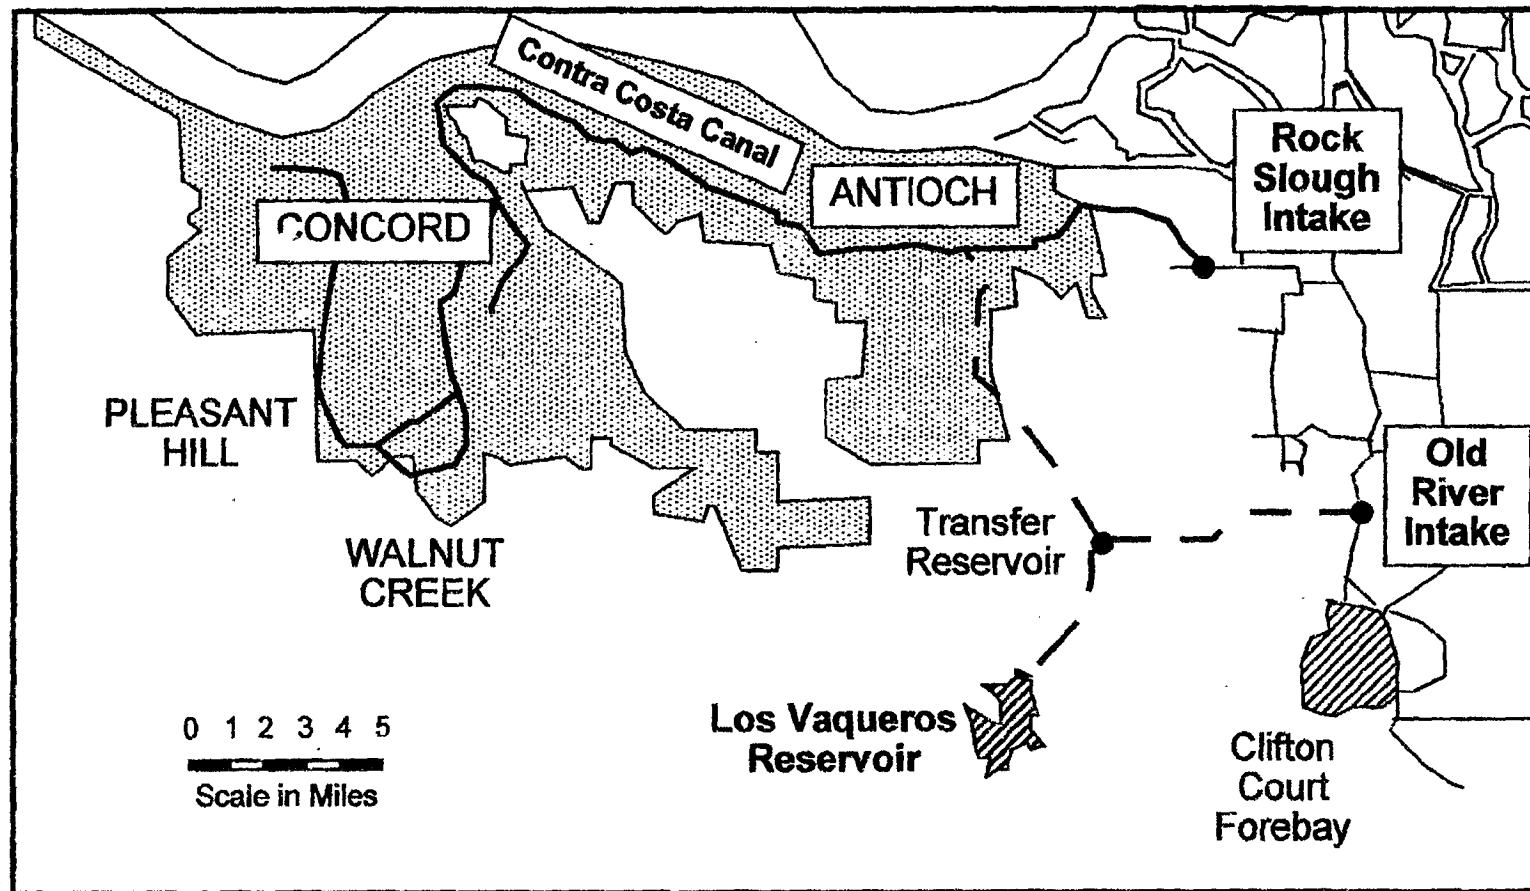 Contra Costa Canal
ANTIOCH
Rock
Slough
Intake
CONCORD
PLEASANT
HILL
WALNUT
CREEK
Transfer
Reservoir
Old
River
Intake
Los Vaqueros
Reservoir
Clifton
Court
Forebay
0 1 2 3 4 5
Scale in Miles